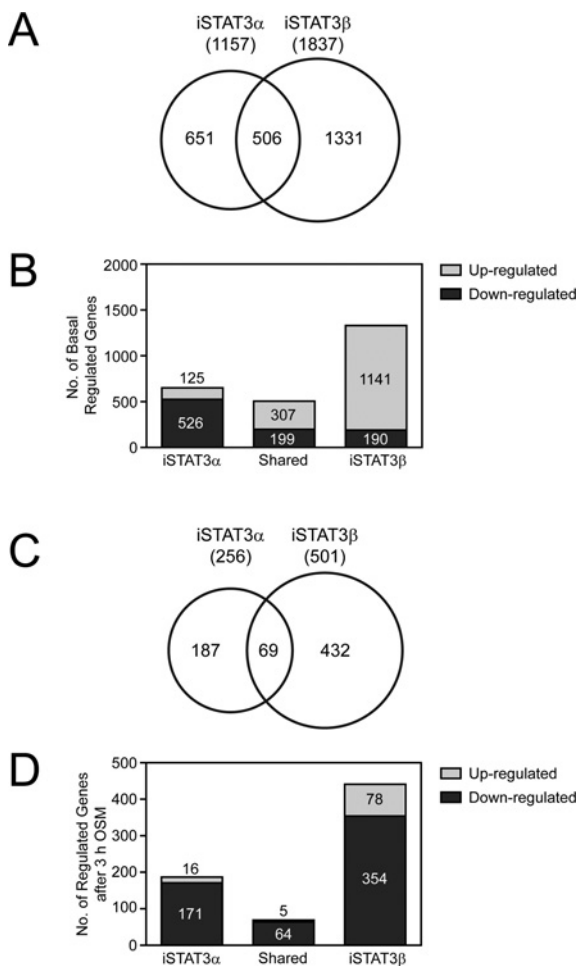 A
iSTAT3α iSTAT3β
(1157) (1837)
651 506 1331
B
No. of Basal
Regulated Genes
2000
1500
1000
500
0
125
526
307
199
1141
190
iSTAT3α Shared iSTAT3β
Up-regulated
Down-regulated
C
iSTAT3α iSTAT3β
(256) (501)
187 69 432
D
No. of Regulated Genes
after 3 h OSM
500
400
300
200
100
0
16
171
5
64
78
354
iSTAT3α Shared iSTAT3β
Up-regulated
Down-regulated